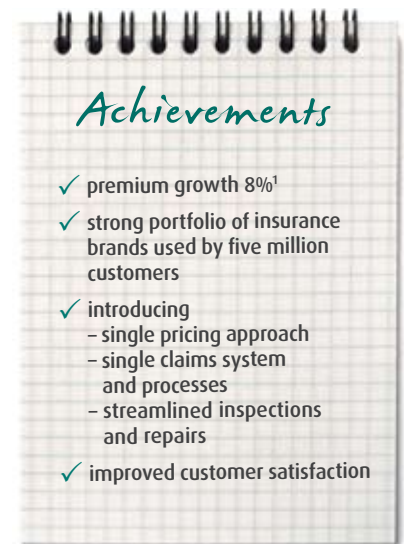 Achievements
✓ premium growth 8%¹
✓ strong portfolio of insurance
brands used by five million
customers
✓ introducing
– single pricing approach
– single claims system
and processes
– streamlined inspections
and repairs
✓ improved customer satisfaction